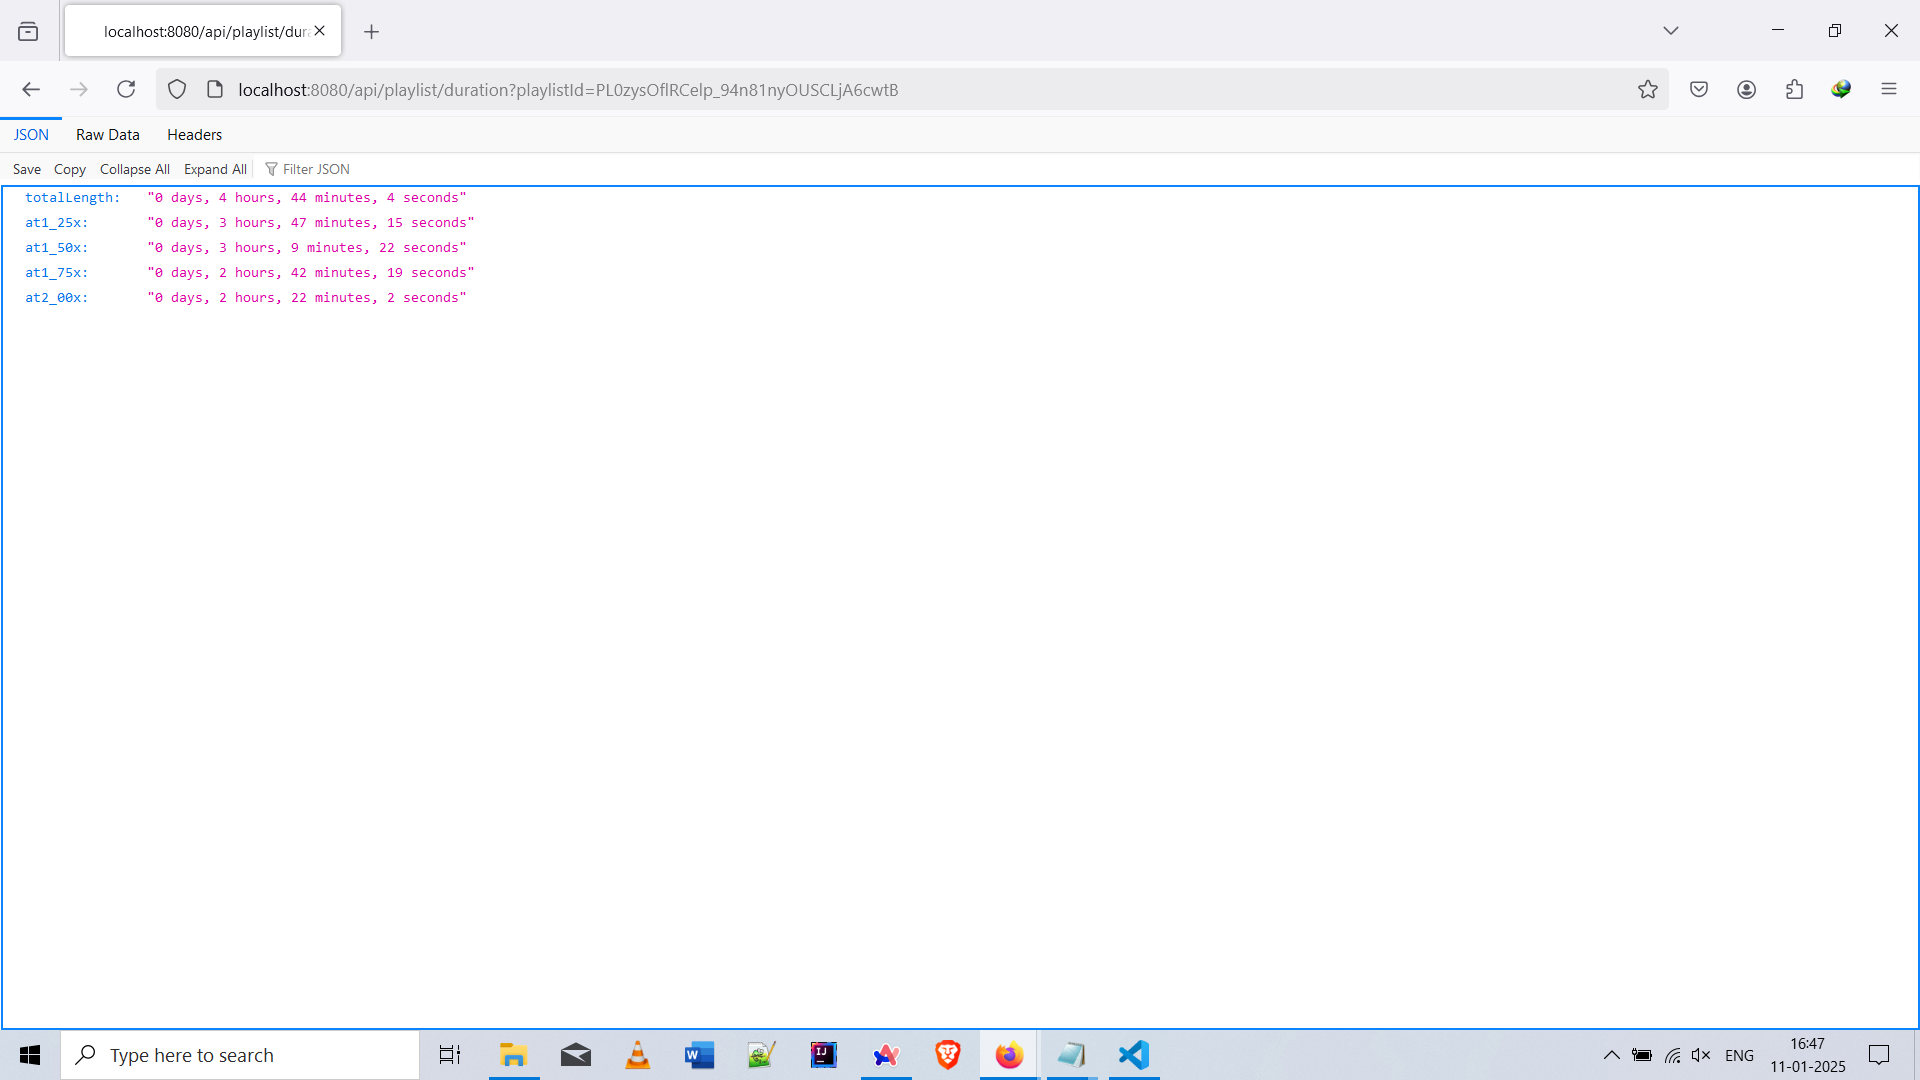 localhost:8080/api/playlist/dur
localhost:8080/api/playlist/duration?playlistId=PL0zysOflRCelp_94n81nyOUSCLjA6cwtB
JSON Raw Data Headers
Save Copy Collapse All Expand All Filter JSON
totalLength: "0 days, 4 hours, 44 minutes, 4 seconds"
at1_25x: "0 days, 3 hours, 47 minutes, 15 seconds"
at1_50x: "0 days, 3 hours, 9 minutes, 22 seconds"
at1_75x: "0 days, 2 hours, 42 minutes, 19 seconds"
at2_00x: "0 days, 2 hours, 22 minutes, 2 seconds"
Type here to search
ENG
16:47
11-01-2025